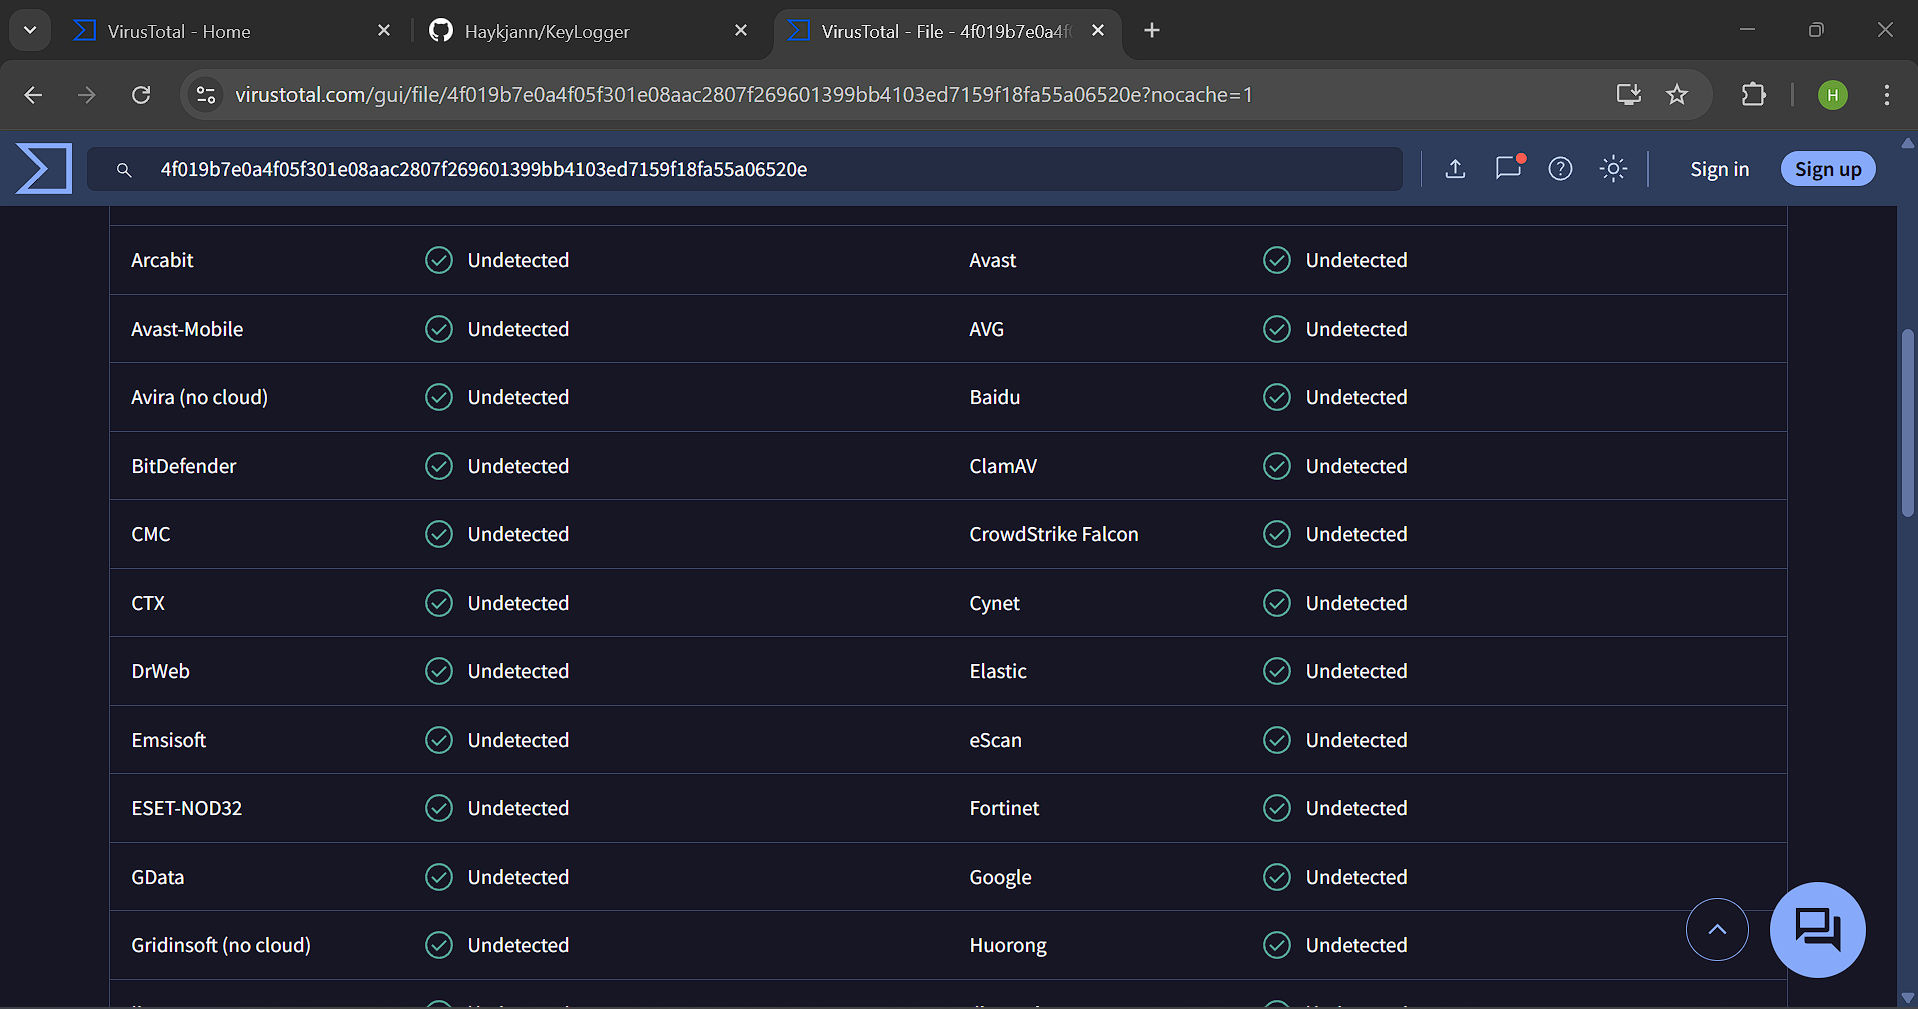 VirusTotal - Home
Haykjann/KeyLogger
VirusTotal - File - 4f019b7e0a4f
virustotal.com/gui/file/4f019b7e0a4f05f301e08aac2807f269601399bb4103ed7159f18fa55a06520e?nocache=1
H
4f019b7e0a4f05f301e08aac2807f269601399bb4103ed7159f18fa55a06520e
Sign in
Sign up
Arcabit Undetected Avast Undetected
Avast-Mobile Undetected AVG Undetected
Avira (no cloud) Undetected Baidu Undetected
BitDefender Undetected ClamAV Undetected
CMC Undetected CrowdStrike Falcon Undetected
CTX Undetected Cynet Undetected
DrWeb Undetected Elastic Undetected
Emsisoft Undetected eScan Undetected
ESET-NOD32 Undetected Fortinet Undetected
GData Undetected Google Undetected
Gridinsoft (no cloud) Undetected Huorong Undetected